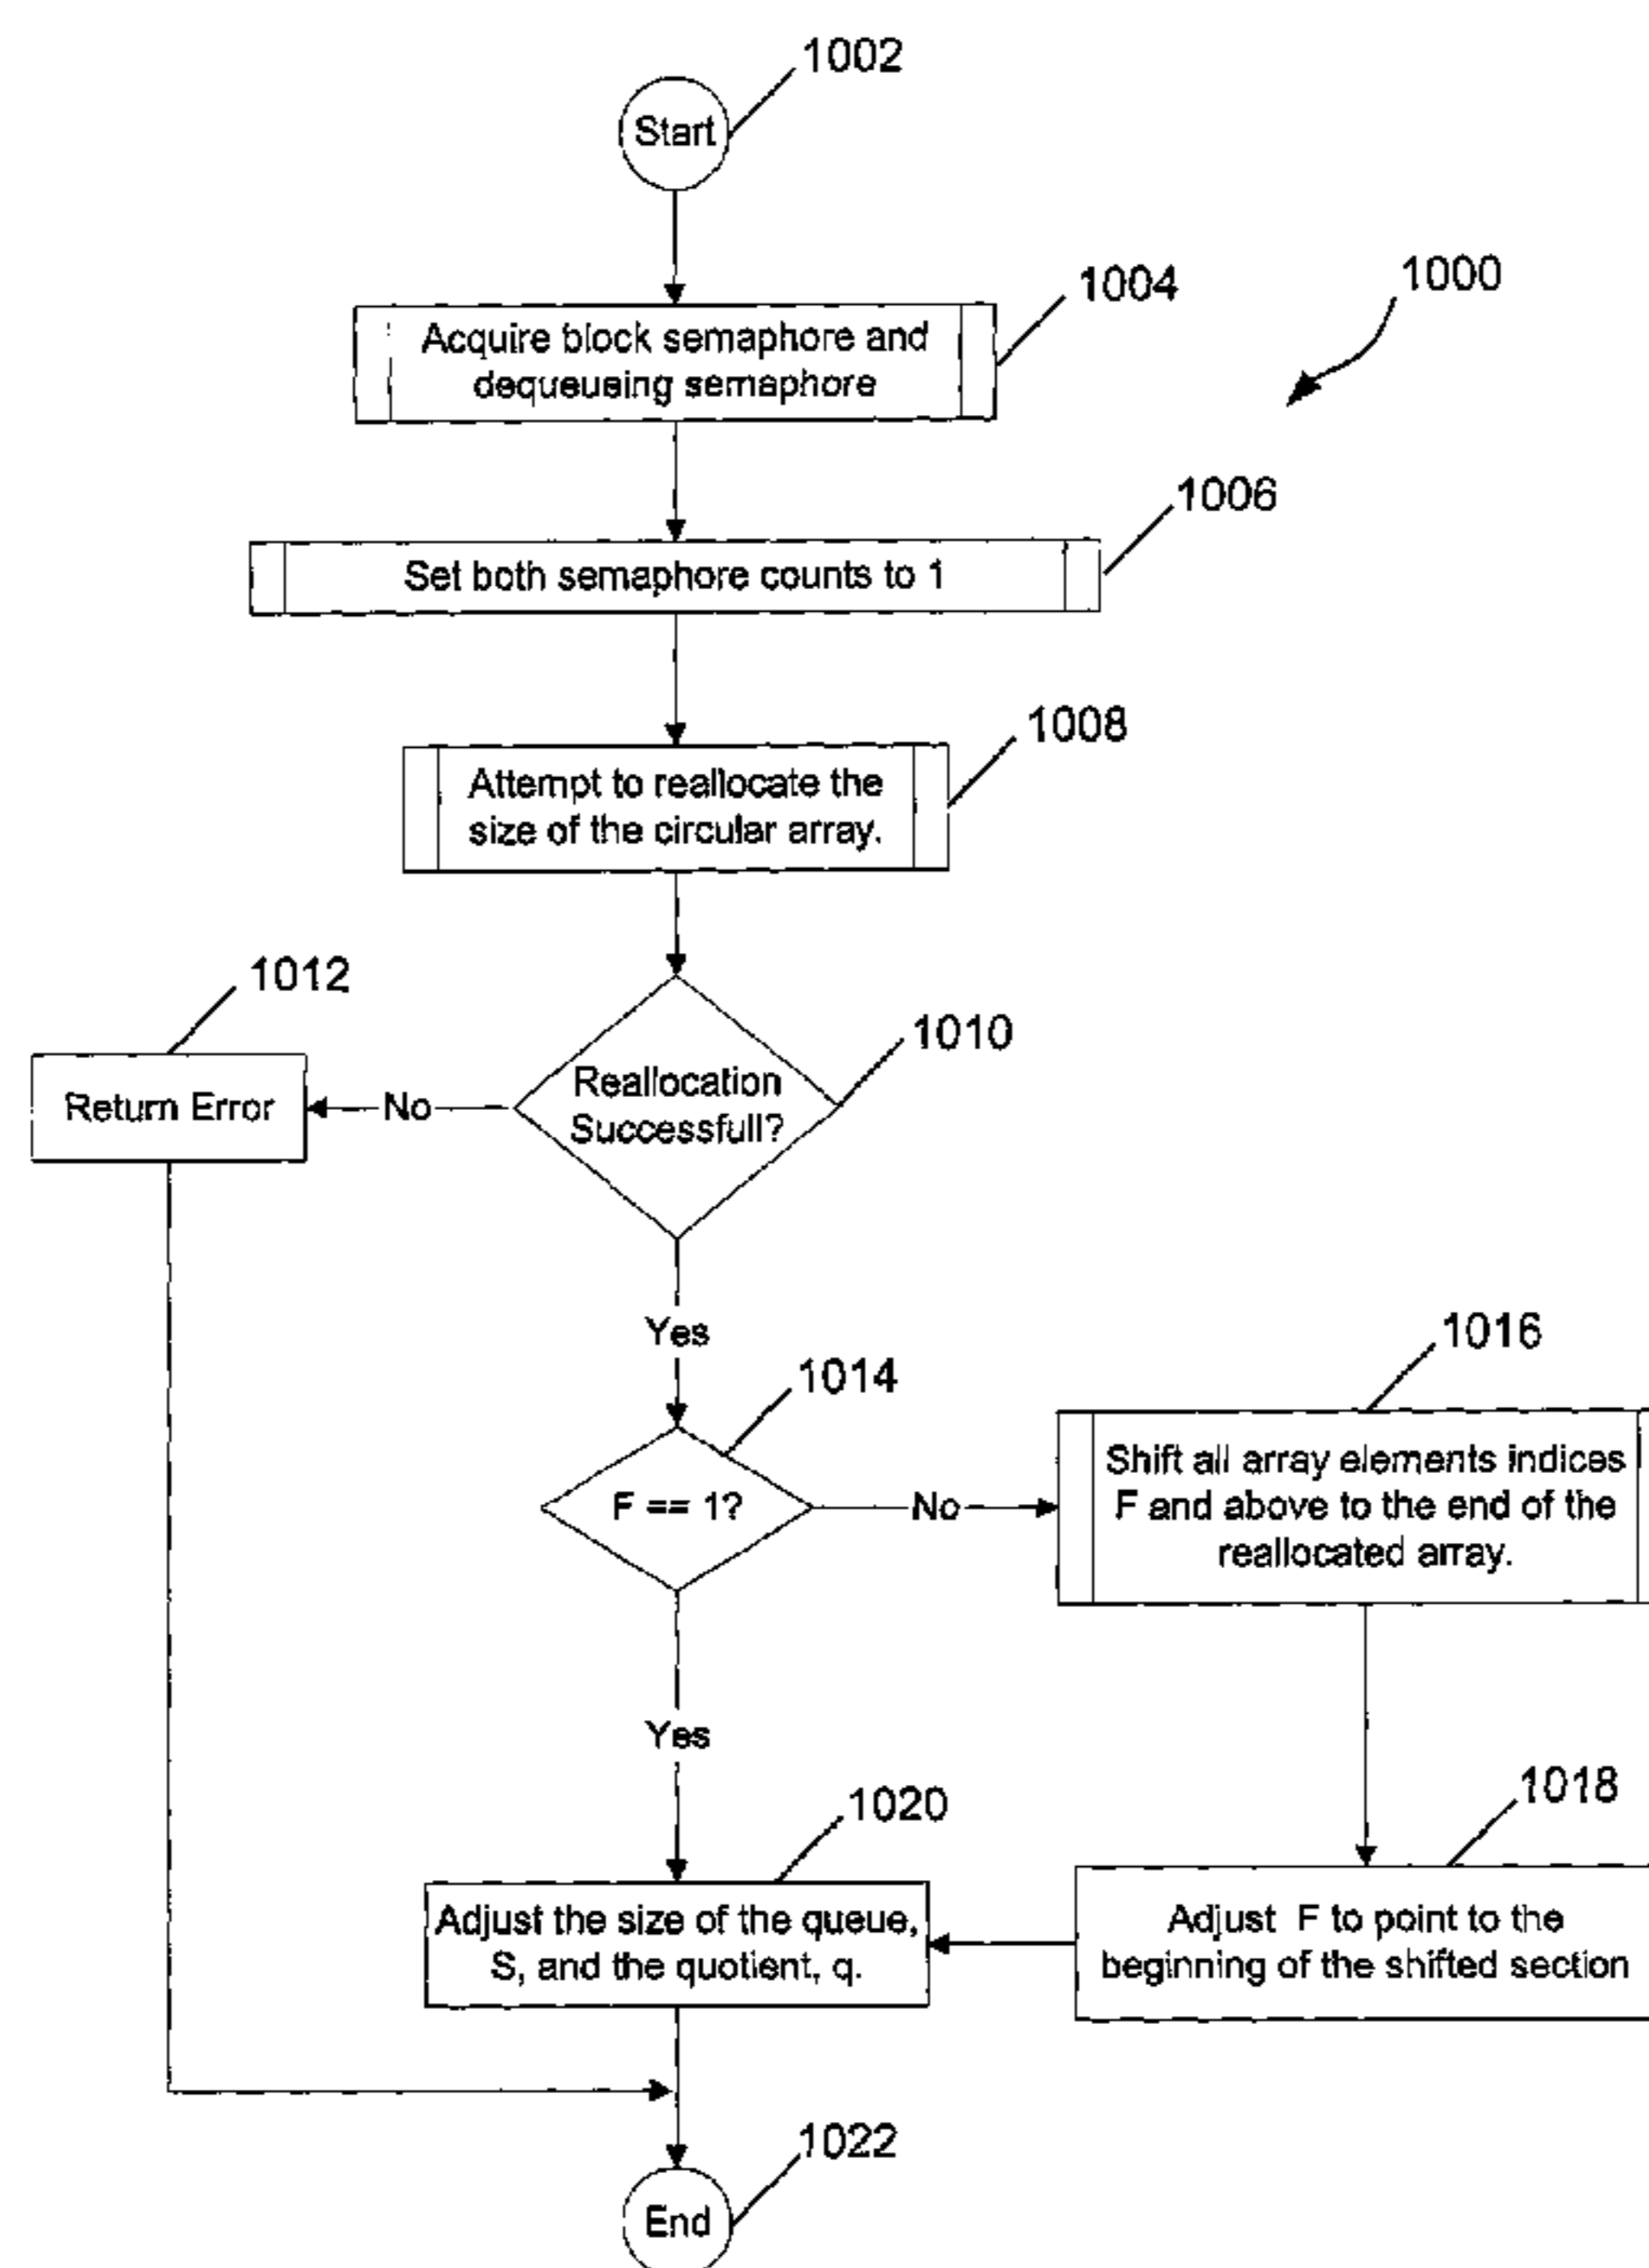 1002
Start
1004
1000
Acquire block semaphore and
dequeueing semaphore
1006
Set both semaphore counts to 1
1008
Attempt to reallocate the
size of the circular array.
1012
1010
Reallocation
Successfull?
Return Error
No
Yes
1014
1016
F == 1?
No
Shift all array elements indices
F and above to the end of the
reallocated array.
Yes
1020
1018
Adjust the size of the queue,
S, and the quotient, q.
Adjust F to point to the
beginning of the shifted section
1022
End